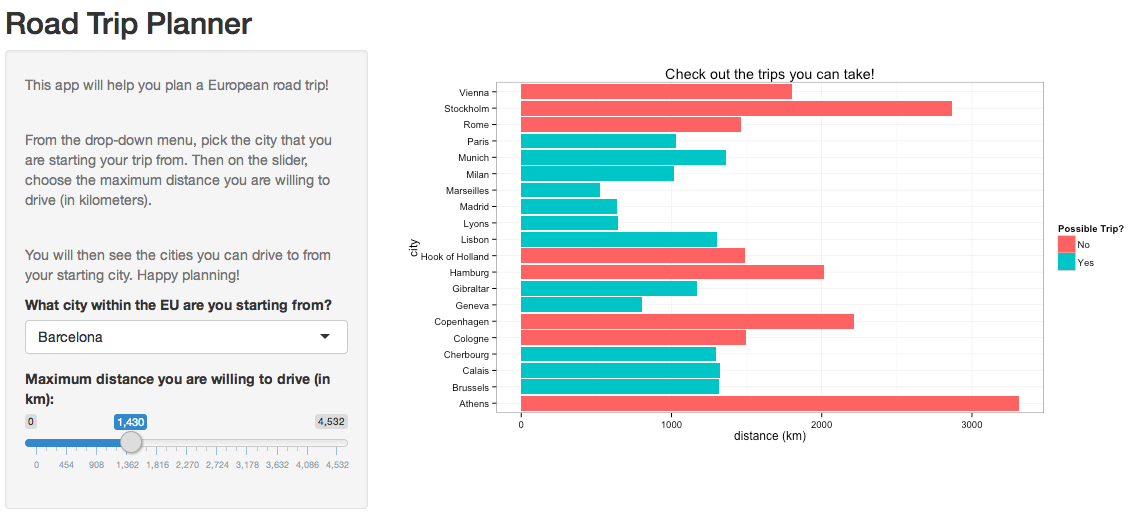 Road Trip Planner
This app will help you plan a European road trip!
From the drop-down menu, pick the city that you
are starting your trip from. Then on the slider,
choose the maximum distance you are willing to
drive (in kilometers).
You will then see the cities you can drive to from
your starting city. Happy planning!
What city within the EU are you starting from?
Barcelona
Maximum distance you are willing to drive (in
km):
0 1,430 4,532
0 454 908 1,362 1,816 2,270 2,724 3,178 3,632 4,086 4,532
Check out the trips you can take!
city
Vienna
Stockholm
Rome
Paris
Munich
Milan
Marseilles
Madrid
Lyons
Lisbon
Hook of Holland
Hamburg
Gibraltar
Geneva
Copenhagen
Cologne
Cherbourg
Calais
Brussels
Athens
0 1000 2000 3000
distance (km)
Possible Trip?
No
Yes